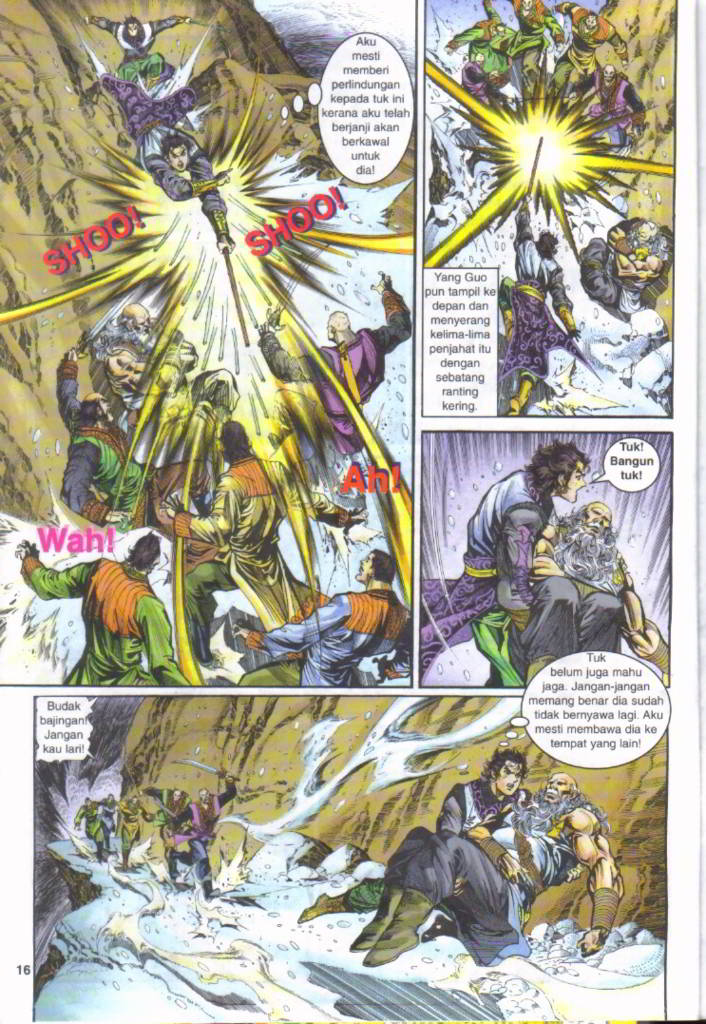 Aku
mesti
memberi
perlindungan
kepada tuk ini
kerana aku telah
berjanji akan
berkawal
untuk
dia!
SHOO!
SHOO!
Ah!
Wah!
Yang Guo
pun tampil ke
depan dan
menyerang
kelima-lima
penjahat itu
dengan
sebatang
ranting
kering.
Tuk!
Bangun
tuk!
Budak
bajingan!
Jangan
kau lari!
Tuk
belum juga mahu
jaga. Jangan-jangan
memang benar dia sudah
tidak bernyawa lagi. Aku
mesti membawa dia ke
tempat yang lain!
16